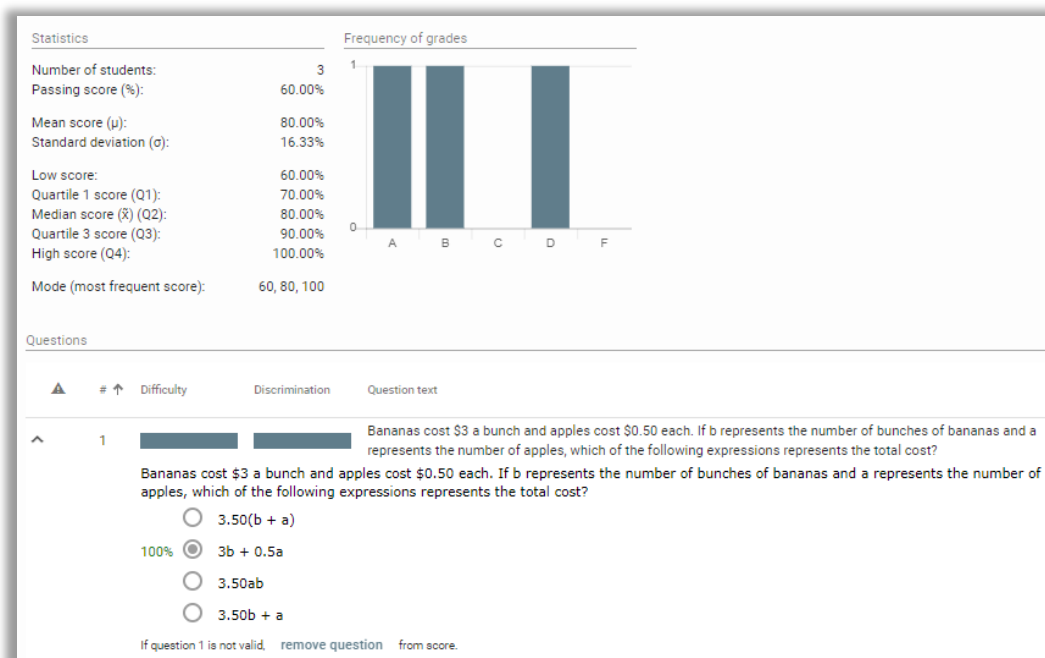 Statistics
Number of students: 3
Passing score (%): 60.00%
Mean score (µ): 80.00%
Standard deviation (σ): 16.33%
Low score: 60.00%
Quartile 1 score (Q1): 70.00%
Median score (x̃) (Q2): 80.00%
Quartile 3 score (Q3): 90.00%
High score (Q4): 100.00%
Mode (most frequent score): 60, 80, 100
Frequency of grades
1
0
A B C D F
Questions
# ↑ Difficulty Discrimination Question text
1 Bananas cost $3 a bunch and apples cost $0.50 each. If b represents the number of bunches of bananas and a
represents the number of apples, which of the following expressions represents the total cost?
Bananas cost $3 a bunch and apples cost $0.50 each. If b represents the number of bunches of bananas and a represents the number of
apples, which of the following expressions represents the total cost?
3.50(b + a)
100% 3b + 0.5a
3.50ab
3.50b + a
If question 1 is not valid, remove question from score.